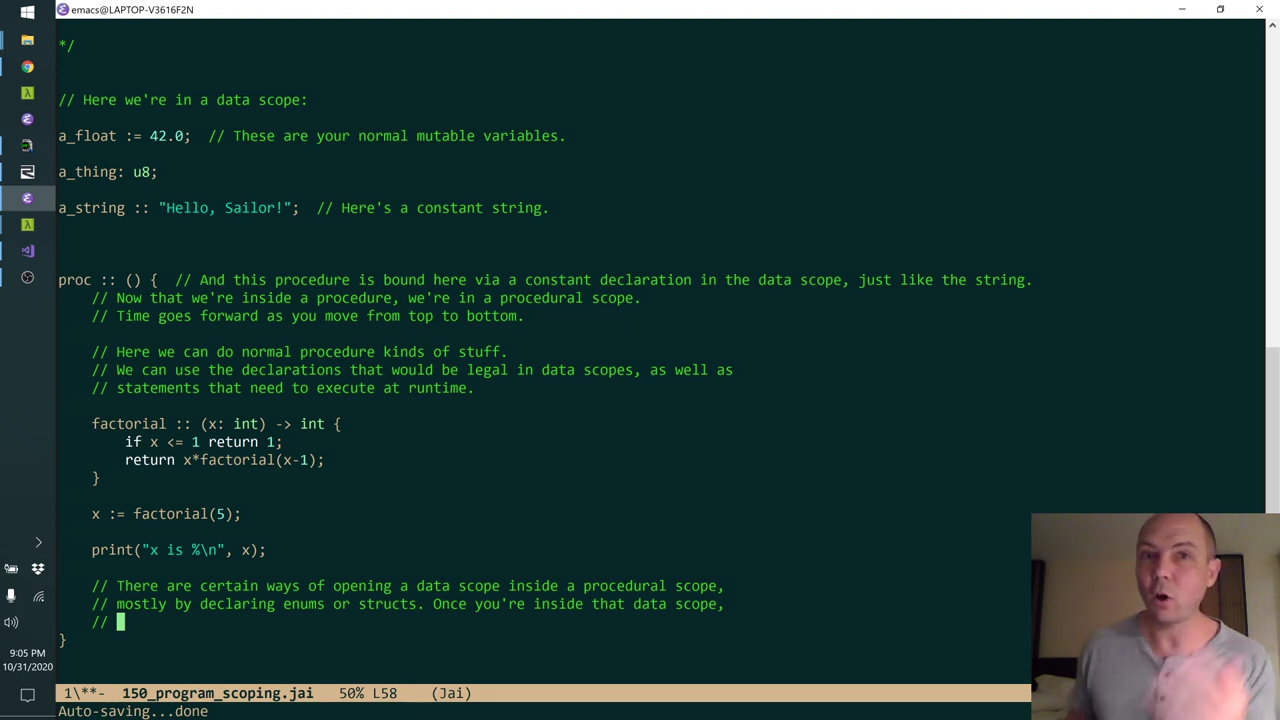 emacs@LAPTOP-V3616F2N
*/
// Here we're in a data scope:
a_float := 42.0;  // These are your normal mutable variables.
a_thing: u8;
a_string :: "Hello, Sailor!";  // Here's a constant string.
proc :: () {  // And this procedure is bound here via a constant declaration in the data scope, just like the string.
// Now that we're inside a procedure, we're in a procedural scope.
// Time goes forward as you move from top to bottom.
// Here we can do normal procedure kinds of stuff.
// We can use the declarations that would be legal in data scopes, as well as
// statements that need to execute at runtime.
factorial :: (x: int) -> int {
if x <= 1 return 1;
return x*factorial(x-1);
}
x := factorial(5);
print("x is %\n", x);
// There are certain ways of opening a data scope inside a procedural scope,
// mostly by declaring enums or structs. Once you're inside that data scope,
//
}
9:05 PM
10/31/2020
1\**-  150_program_scoping.jai   50% L58    (Jai)
Auto-saving...done